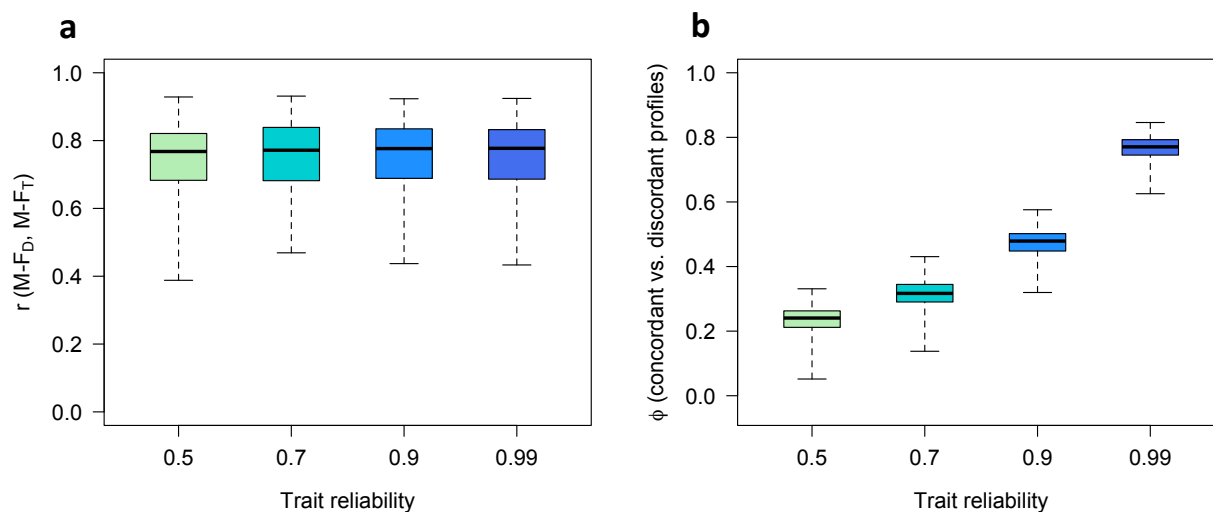 a
r (M-F_D, M-F_T)
1.0
0.8
0.6
0.4
0.2
0.0
0.5 0.7 0.9 0.99
Trait reliability
b
ϕ (concordant vs. discordant profiles)
1.0
0.8
0.6
0.4
0.2
0.0
0.5 0.7 0.9 0.99
Trait reliability